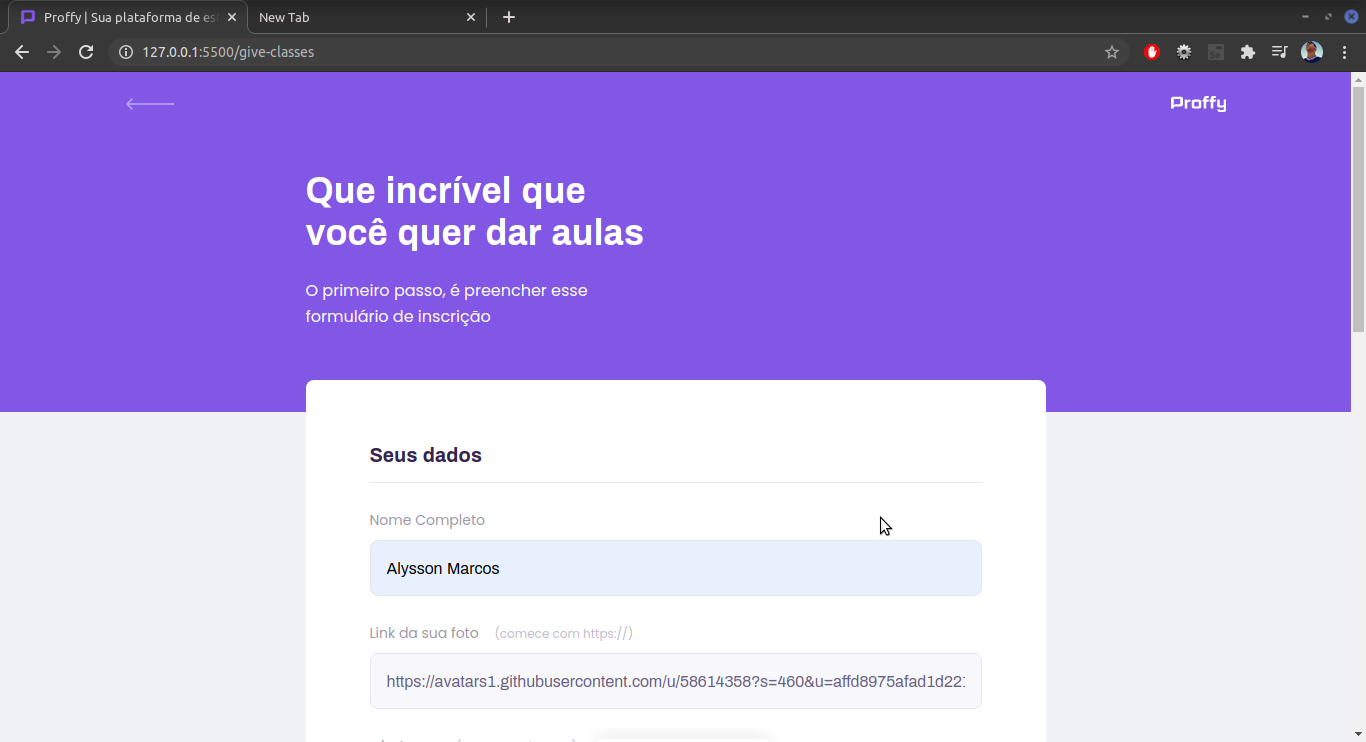 Proffy | Sua plataforma de es
New Tab
127.0.0.1:5500/give-classes
Proffy
Que incrível que
você quer dar aulas
O primeiro passo, é preencher esse
formulário de inscrição
Seus dados
Nome Completo
Alysson Marcos
Link da sua foto (comece com https://)
https://avatars1.githubusercontent.com/u/58614358?s=460&u=affd8975afad1d221